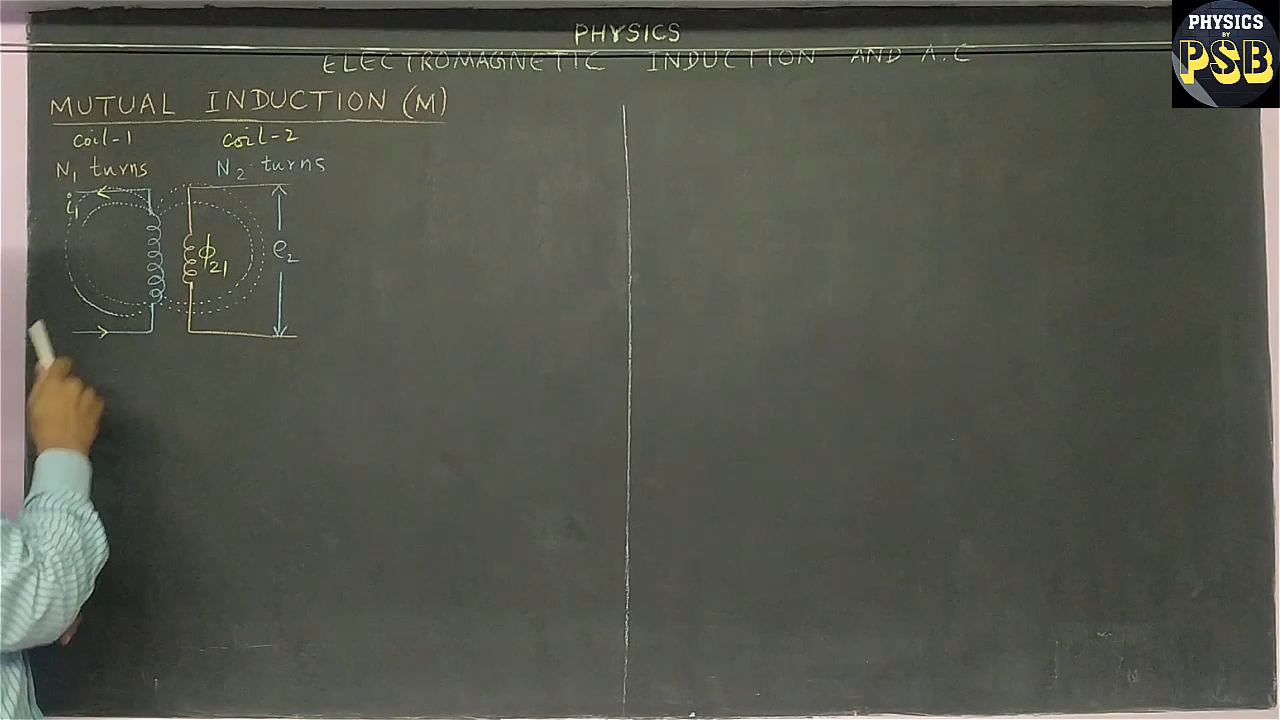 PHYSICS
ELECTROMAGNETIC INDUCTION AND A.C
PHYSICS
BY
PSB
MUTUAL INDUCTION (M)
coil-1 coil-2
N₁ turns N₂ turns
i₁
ϕ₂₁ e₂